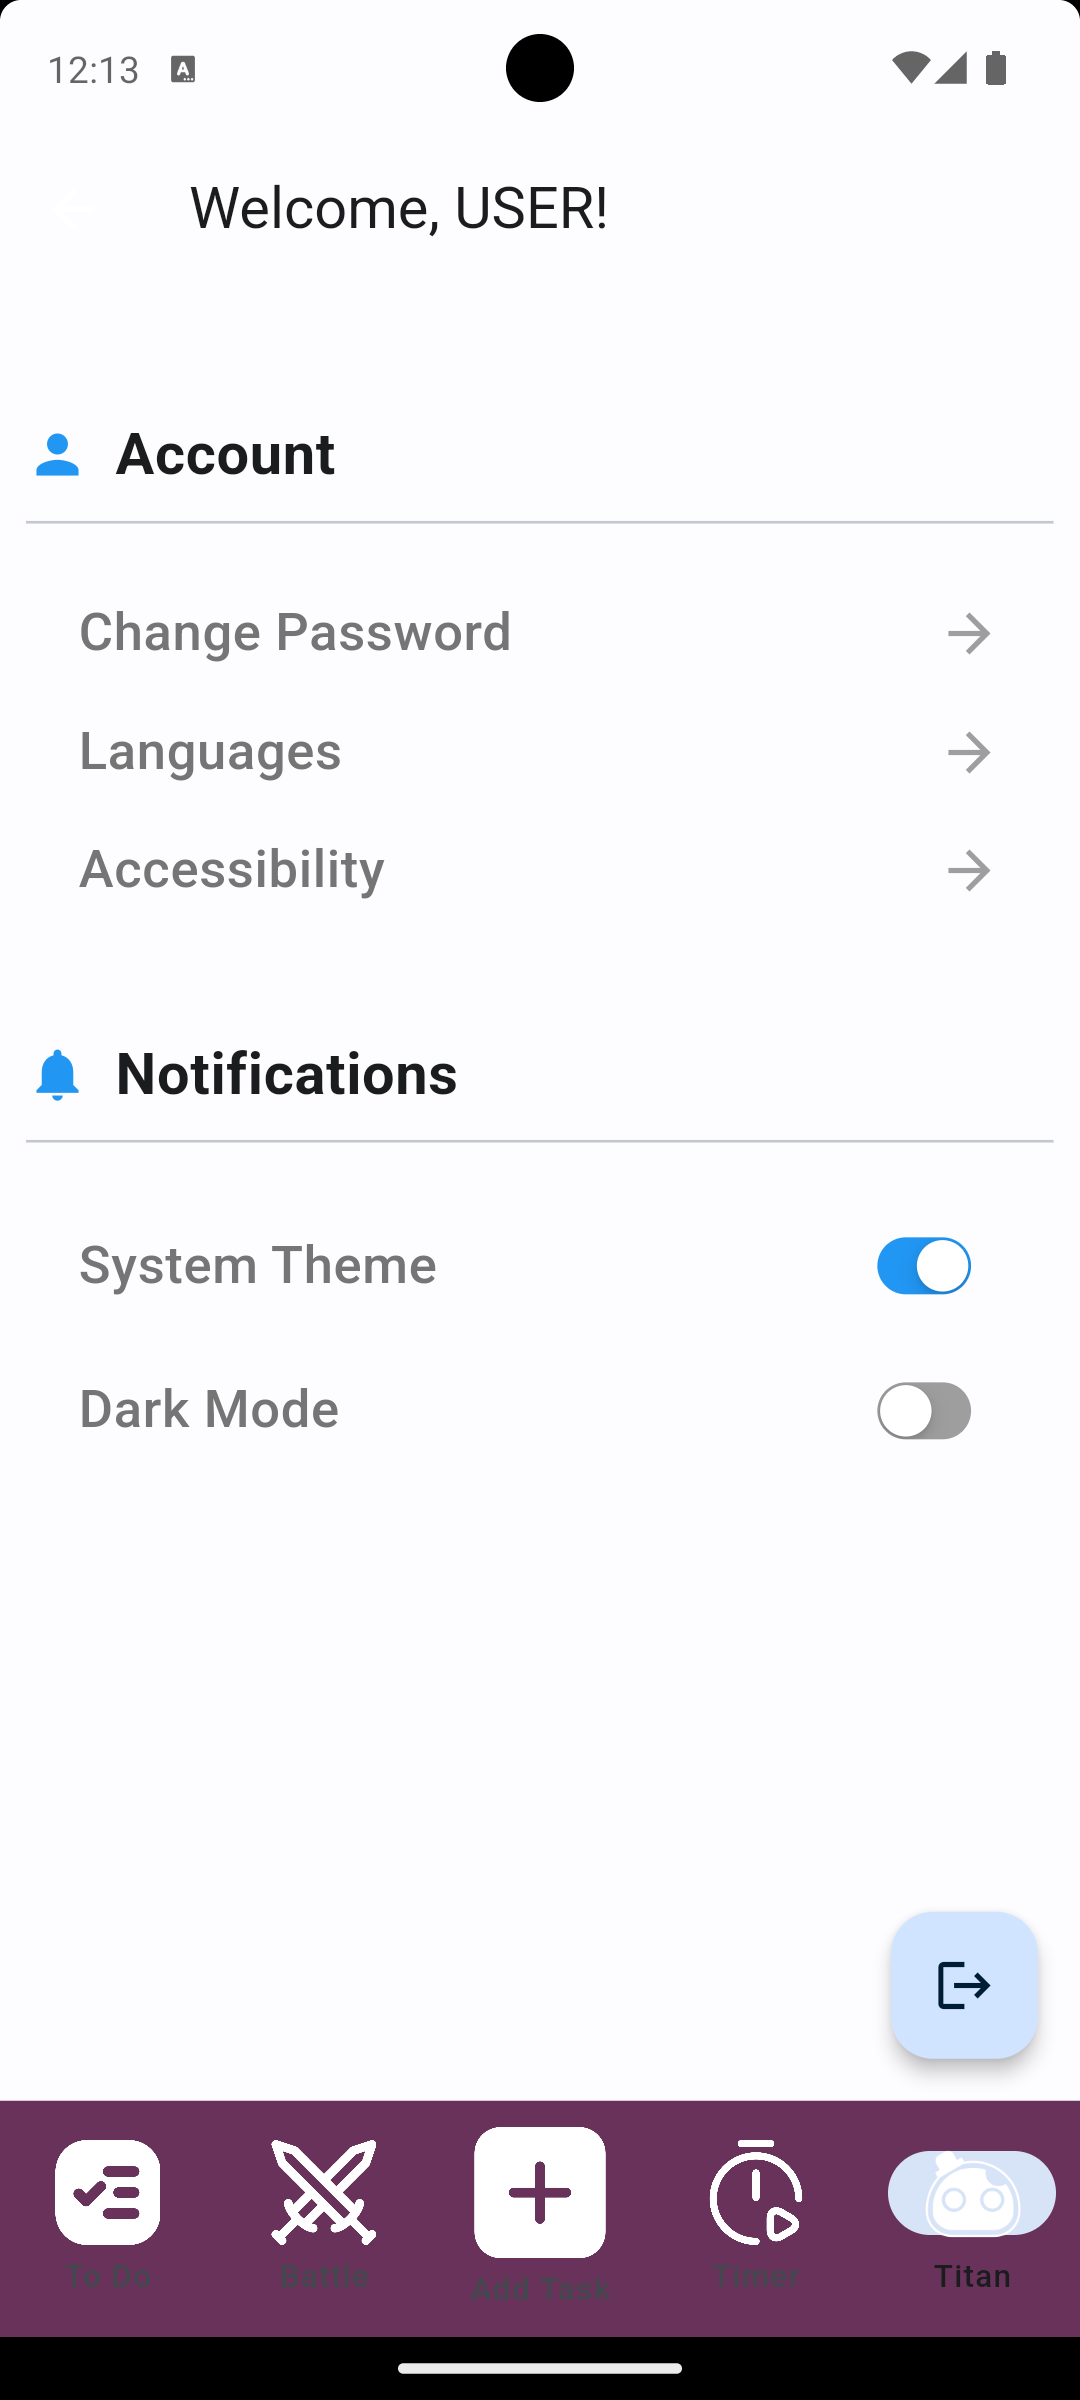 12:13
Welcome, USER!
Account
Change Password
Languages
Accessibility
Notifications
System Theme
Dark Mode
To Do
Battle
Add Task
Timer
Titan